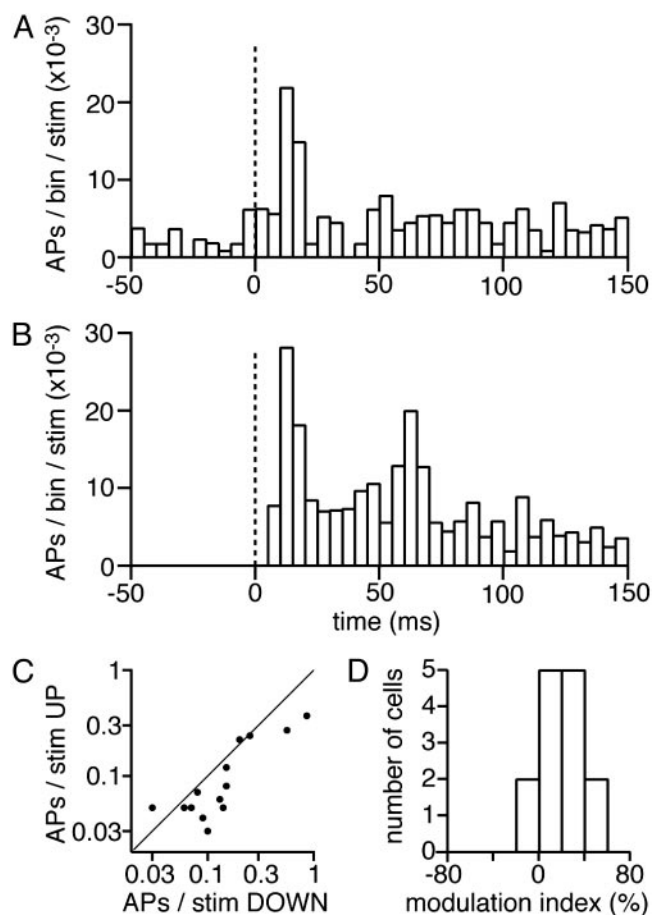 A
APs / bin / stim (x10-3)
30
20
10
0
-50 0 50 100 150
B
APs / bin / stim (x10-3)
30
20
10
0
-50 0 50 100 150
time (ms)
C
APs / stim UP
1
0.3
0.1
0.03
0.03 0.1 0.3 1
APs / stim DOWN
D
number of cells
5
4
3
2
1
0
-80 0 80
modulation index (%)